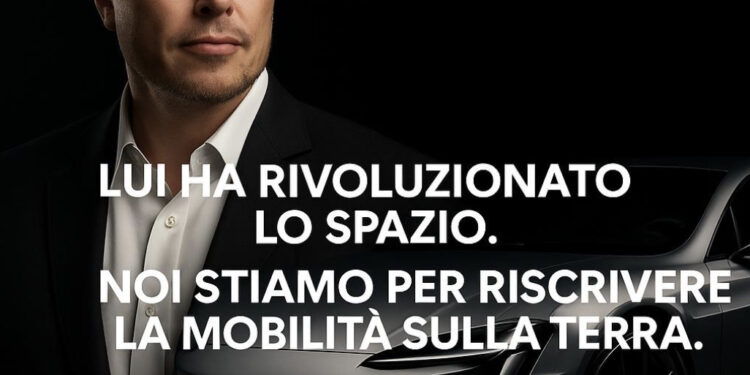 LUI HA RIVOLUZIONATO
LO SPAZIO.
NOI STIAMO PER RISCRIVERE
LA MOBILITÀ SULLA TERRA.